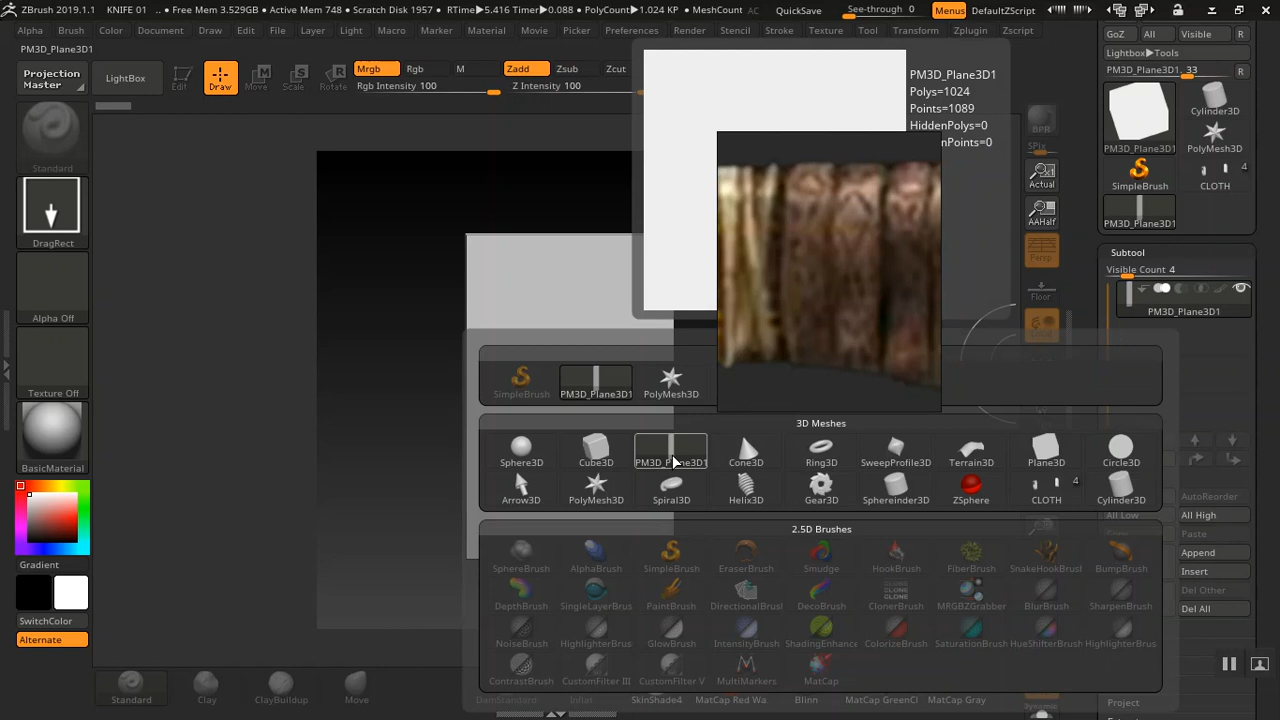 ZBrush 2019.1.1 KNIFE 01 • Free Mem 3.529GB • Active Mem 748 • Scratch Disk 1957 • RTime▶5.416 Timer▶0.088 • PolyCount▶1.024 KP • MeshCount AC QuickSave See-through 0 Menus DefaultZScript
Alpha Brush Color Document Draw Edit File Layer Light Macro Marker Material Movie Picker Preferences Render Stencil Stroke Texture Tool Transform Zplugin Zscript
PM3D_Plane3D1
GoZ All Visible R
Lightbox▶Tools
PM3D_Plane3D1. 33 R
Projection Master
LightBox
Edit Draw Move Scale Rotate
Mrgb Rgb M Zadd Zsub Zcut
Rgb Intensity 100 Z Intensity 100
PM3D_Plane3D1
Polys=1024
Points=1089
HiddenPolys=0
nPoints=0
BPR
SPix
Actual
AAHalf
Persp
Floor
Cylinder3D
PM3D_Plane3D1 PolyMesh3D
SimpleBrush CLOTH 4
PM3D_Plane3D1
Subtool
Visible Count 4
PM3D_Plane3D1
Standard
DragRect
Alpha Off
Texture Off
BasicMaterial
Gradient
SwitchColor
Alternate
SimpleBrush PM3D_Plane3D1 PolyMesh3D
3D Meshes
Sphere3D Cube3D PM3D_Plane3D1 Cone3D Ring3D SweepProfile3D Terrain3D Plane3D Circle3D
Arrow3D PolyMesh3D Spiral3D Helix3D Gear3D Sphereinder3D ZSphere CLOTH 4 Cylinder3D
2.5D Brushes
SphereBrush AlphaBrush SimpleBrush EraserBrush Smudge HookBrush FiberBrush SnakeHookBrusl BumpBrush
DepthBrush SingleLayerBrus PaintBrush DirectionalBrusl DecoBrush ClonerBrush MRGBZGrabber BlurBrush SharpenBrush
NoiseBrush HighlighterBrus GlowBrush IntensityBrush ShadingEnhance ColorizeBrush SaturationBrush HueShifterBrush HighlighterBrus
ContrastBrush CustomFilter III CustomFilter V MultiMarkers MatCap
AutoReorder
All Low All High
Paste
Append
Insert
Del Other
Del All
Project
Standard Clay ClayBuildup Move DamStandard Inflat SkinShade4 MatCap Red Wa Blinn MatCap GreenCl MatCap Gray